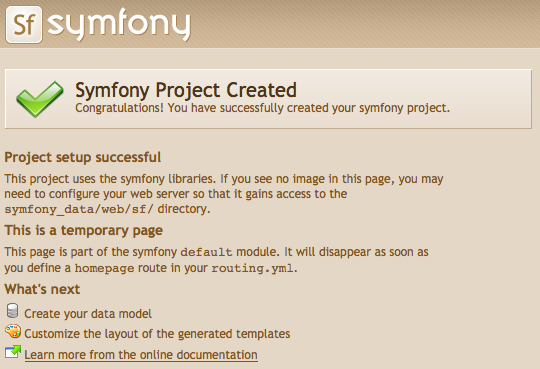 Sf symfony
Symfony Project Created
Congratulations! You have successfully created your symfony project.
Project setup successful
This project uses the symfony libraries. If you see no image in this page, you may
need to configure your web server so that it gains access to the
symfony_data/web/sf/ directory.
This is a temporary page
This page is part of the symfony default module. It will disappear as soon as
you define a homepage route in your routing.yml.
What's next
Create your data model
Customize the layout of the generated templates
Learn more from the online documentation